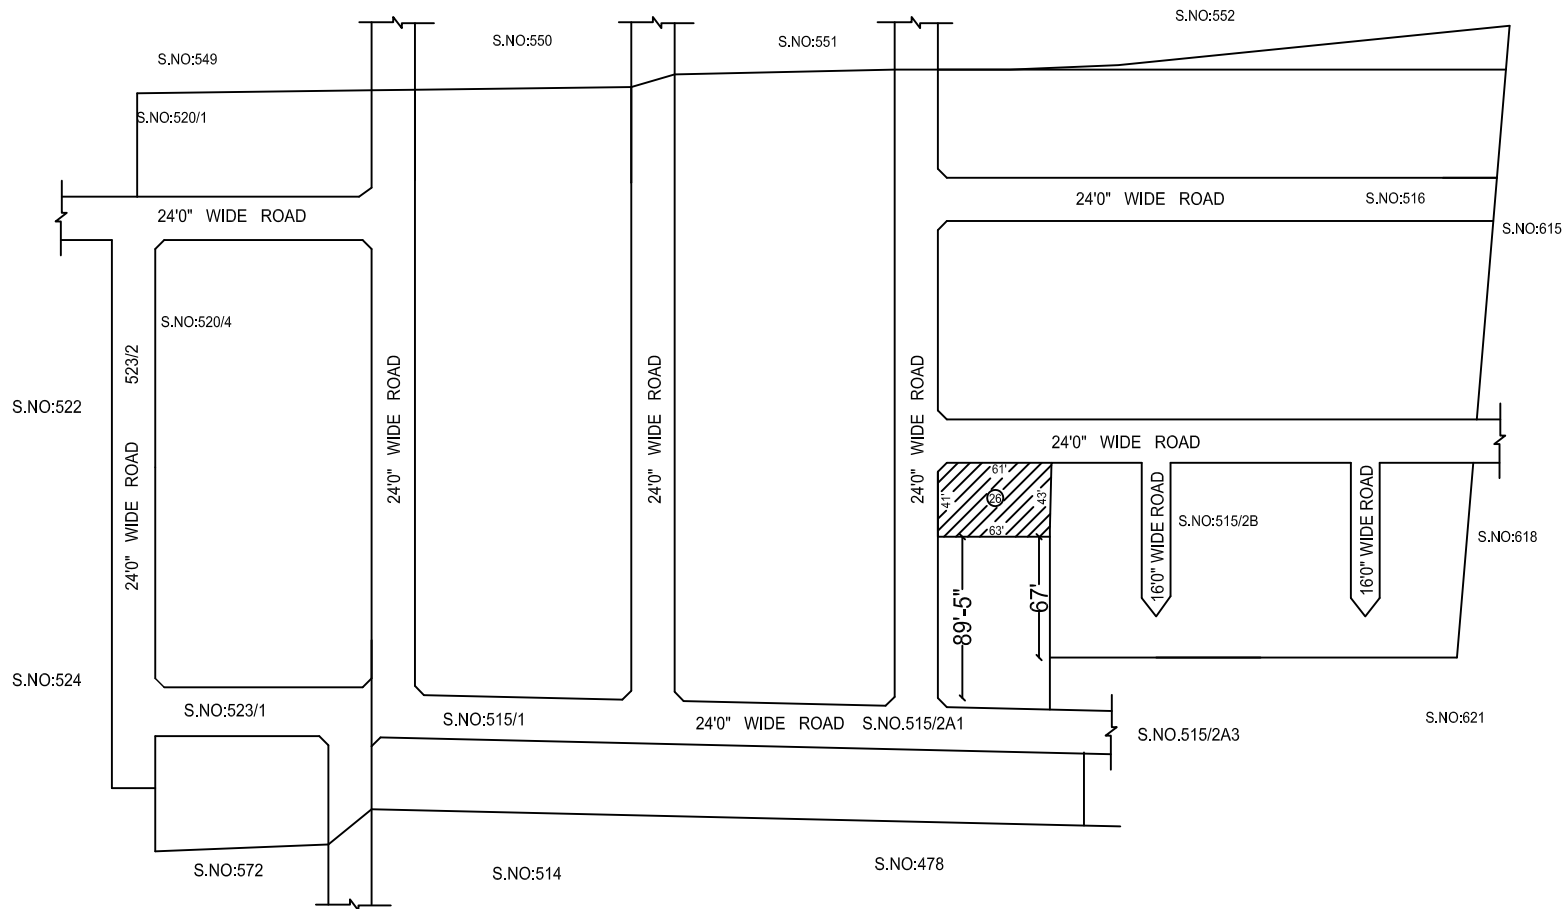 S.NO:552
S.NO:550
S.NO:551
S.NO:549
S.NO:520/1
24'0" WIDE ROAD
24'0" WIDE ROAD
S.NO:516
S.NO:615
S.NO:520/4
523/2
24'0" WIDE ROAD
24'0" WIDE ROAD
24'0" WIDE ROAD
24'0" WIDE ROAD
S.NO:522
24'0" WIDE ROAD
61'
41'
26
43'
63'
16'0" WIDE ROAD
S.NO:515/2B
16'0" WIDE ROAD
S.NO:618
89'-5"
67'
S.NO:524
S.NO:523/1
S.NO:515/1
24'0" WIDE ROAD S.NO.515/2A1
S.NO.515/2A3
S.NO:621
S.NO:572
S.NO:514
S.NO:478